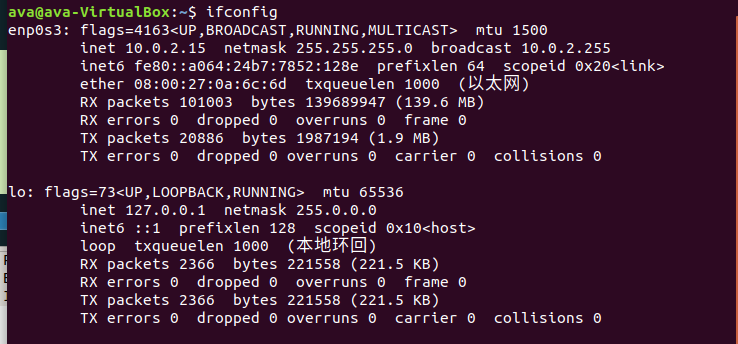 ava@ava-VirtualBox:~$ ifconfig
enp0s3: flags=4163<UP,BROADCAST,RUNNING,MULTICAST>  mtu 1500
        inet 10.0.2.15  netmask 255.255.255.0  broadcast 10.0.2.255
        inet6 fe80::a064:24b7:7852:128e  prefixlen 64  scopeid 0x20<link>
        ether 08:00:27:0a:6c:6d  txqueuelen 1000  (以太网)
        RX packets 101003  bytes 139689947 (139.6 MB)
        RX errors 0  dropped 0  overruns 0  frame 0
        TX packets 20886  bytes 1987194 (1.9 MB)
        TX errors 0  dropped 0 overruns 0  carrier 0  collisions 0

lo: flags=73<UP,LOOPBACK,RUNNING>  mtu 65536
        inet 127.0.0.1  netmask 255.0.0.0
        inet6 ::1  prefixlen 128  scopeid 0x10<host>
        loop  txqueuelen 1000  (本地环回)
        RX packets 2366  bytes 221558 (221.5 KB)
        RX errors 0  dropped 0  overruns 0  frame 0
        TX packets 2366  bytes 221558 (221.5 KB)
        TX errors 0  dropped 0 overruns 0  carrier 0  collisions 0